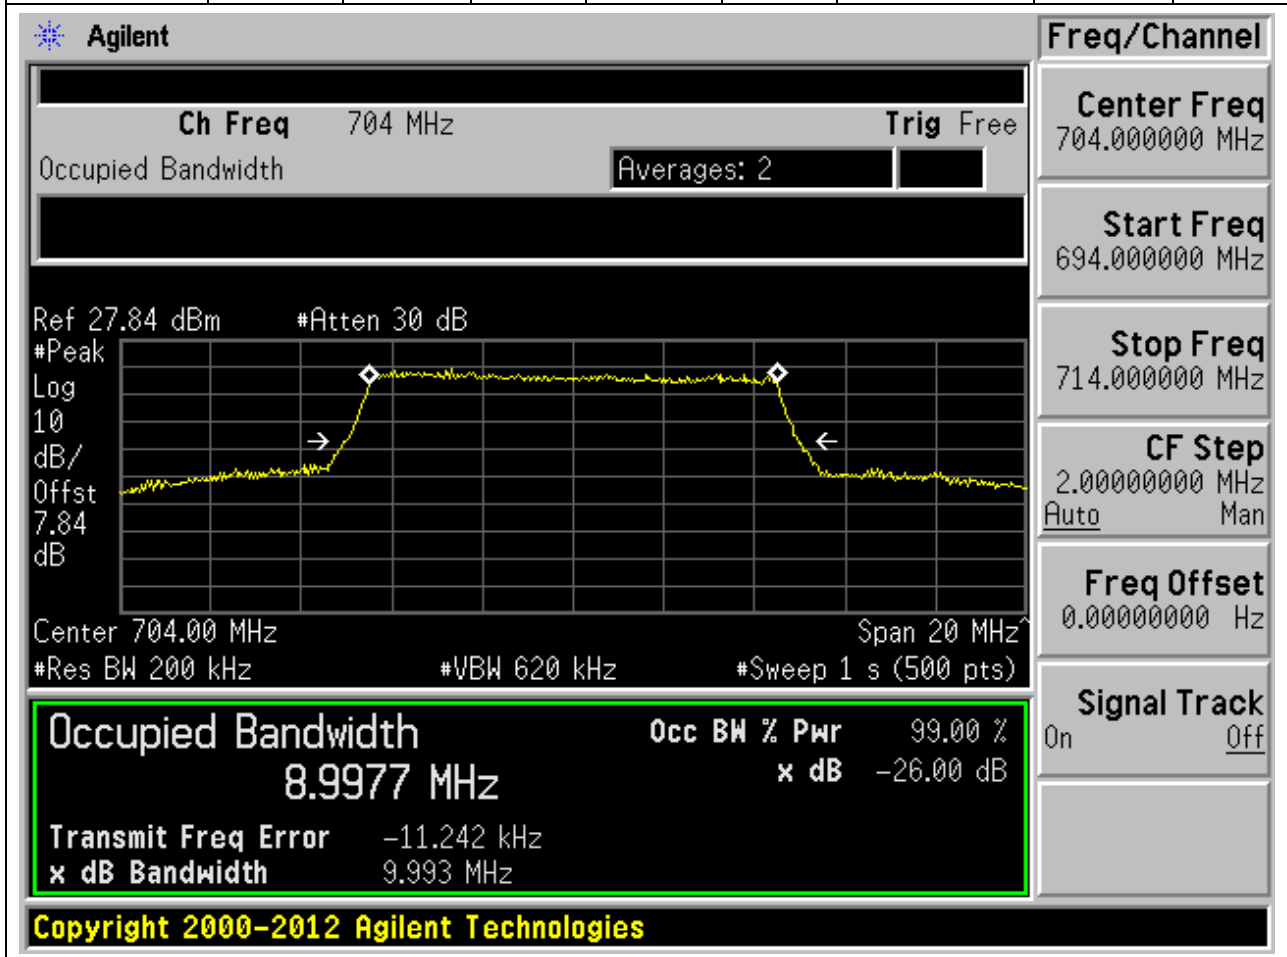 Agilent
Freq/Channel
Ch Freq 704 MHz Trig Free
Occupied Bandwidth Averages: 2
Center Freq
704.000000 MHz
Start Freq
694.000000 MHz
Stop Freq
714.000000 MHz
CF Step
2.00000000 MHz
Auto Man
Freq Offset
0.00000000 Hz
Signal Track
On Off
Ref 27.84 dBm #Atten 30 dB
#Peak
Log
10
dB/
Offst
7.84
dB
Center 704.00 MHz Span 20 MHz^
#Res BW 200 kHz #VBW 620 kHz #Sweep 1 s (500 pts)
Occupied Bandwidth Occ BW % Pwr 99.00 %
8.9977 MHz x dB -26.00 dB
Transmit Freq Error -11.242 kHz
x dB Bandwidth 9.993 MHz
Copyright 2000-2012 Agilent Technologies